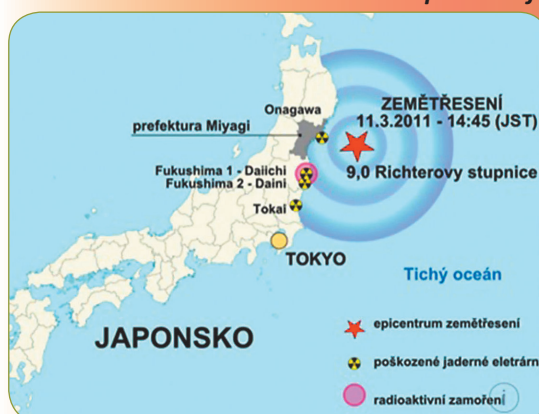 Onagawa
ZEMĚTŘESENÍ
11.3.2011 - 14:45 (JST)
prefektura Miyagi
9,0 Richterovy stupnice
Fukushima 1 - Daiichi
Fukushima 2 - Daini
Tokai
TOKYO
Tichý oceán
JAPONSKO
epicentrum zemětřesení
poškozené jaderné eletrárn
radioaktivní zamoření
i